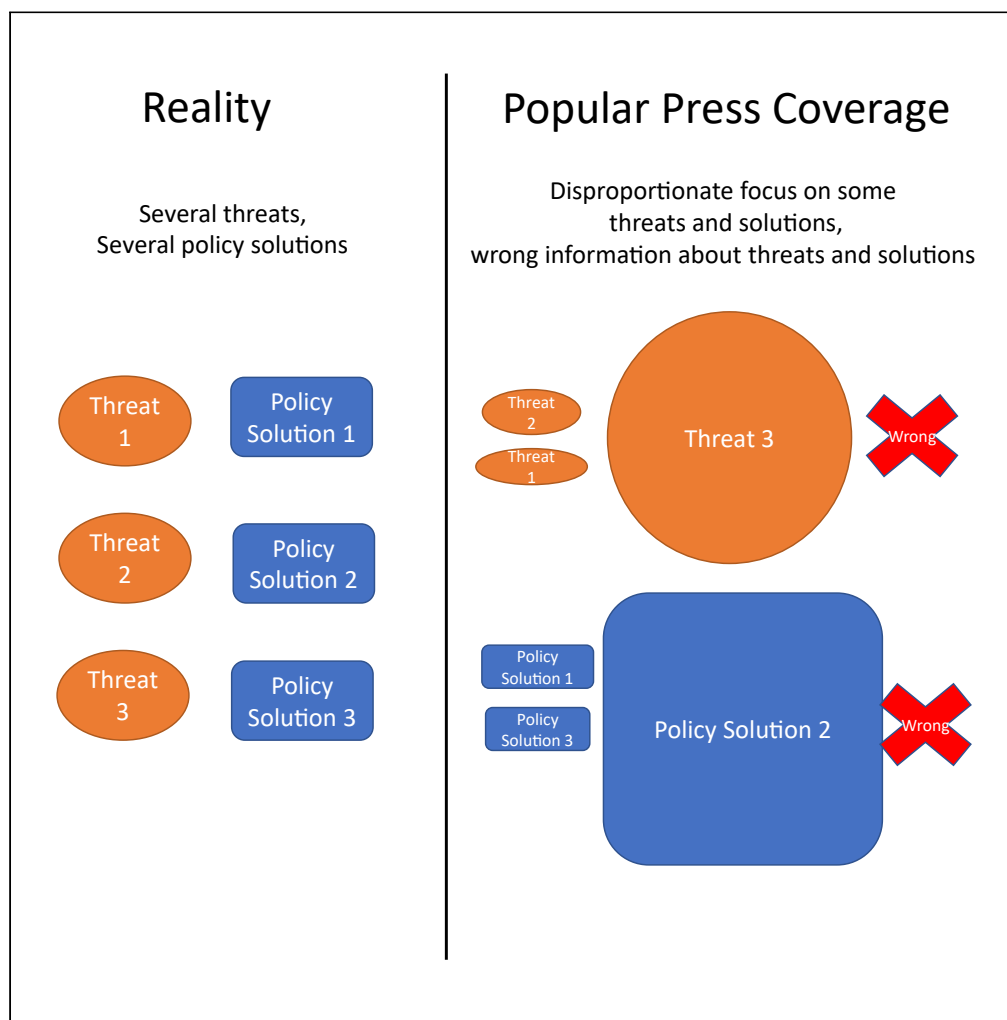 Reality
Several threats,
Several policy solutions
Threat
1
Policy
Solution 1
Threat
2
Policy
Solution 2
Threat
3
Policy
Solution 3
Popular Press Coverage
Disproportionate focus on some
threats and solutions,
wrong information about threats and solutions
Threat
2
Threat
1
Threat 3
Wrong
Policy
Solution 1
Policy
Solution 3
Policy Solution 2
Wrong